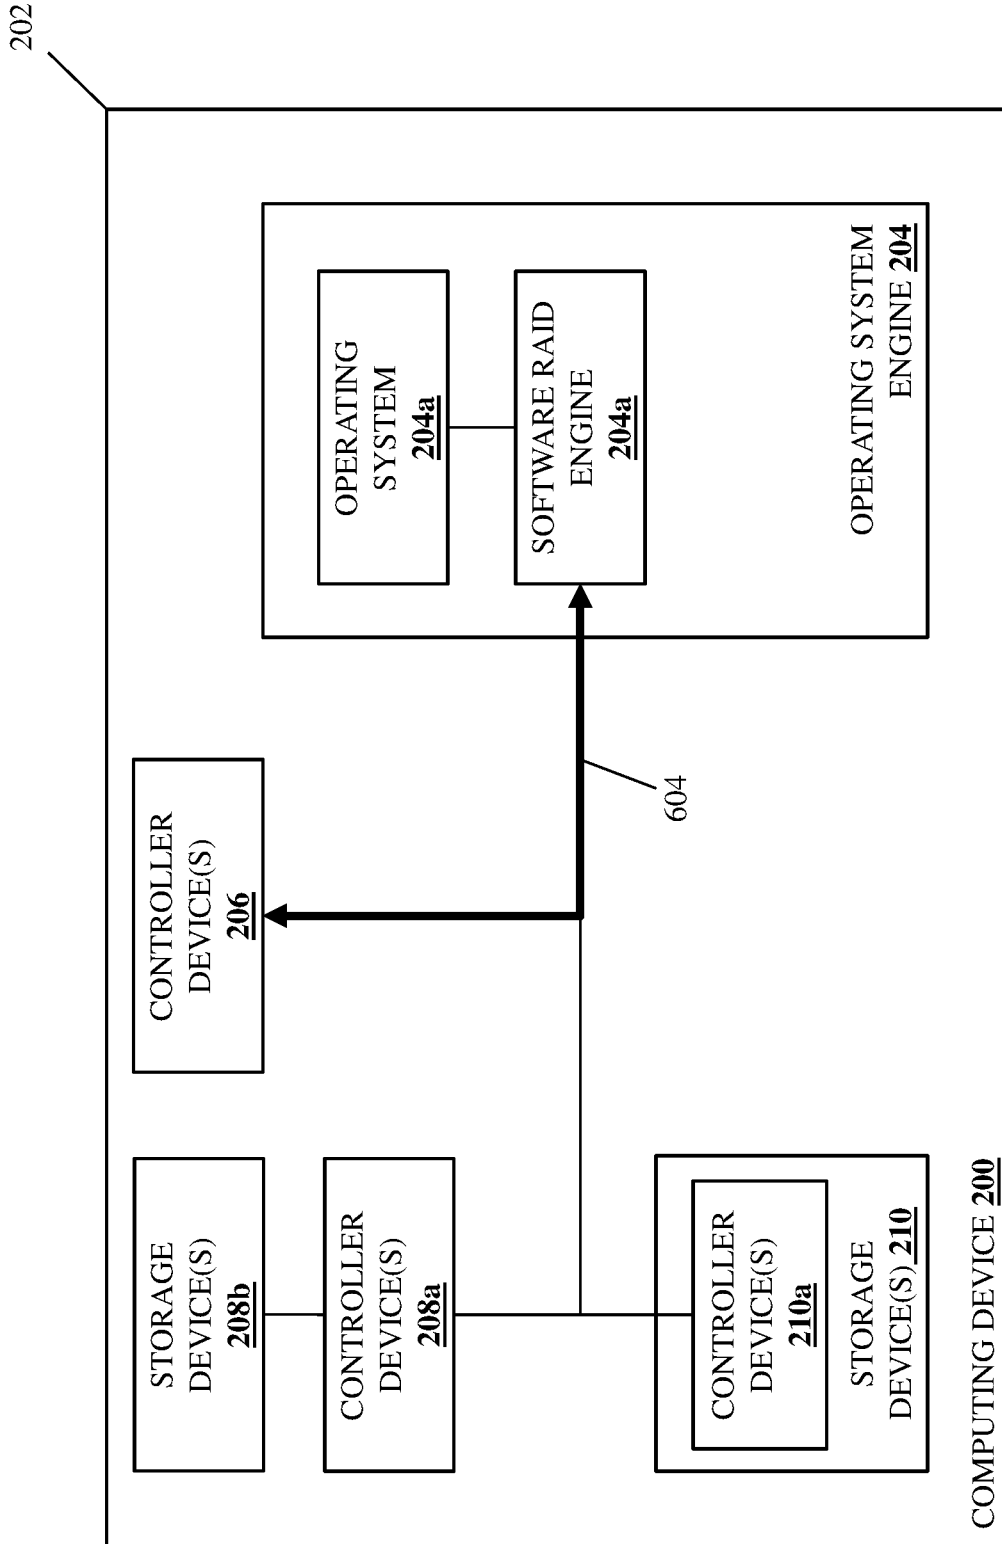 202
STORAGE
DEVICE(S)
208b
CONTROLLER
DEVICE(S)
208a
CONTROLLER
DEVICE(S)
210a
STORAGE
DEVICE(S) 210
CONTROLLER
DEVICE(S)
206
604
OPERATING
SYSTEM
204a
SOFTWARE RAID
ENGINE
204a
OPERATING SYSTEM
ENGINE 204
COMPUTING DEVICE 200